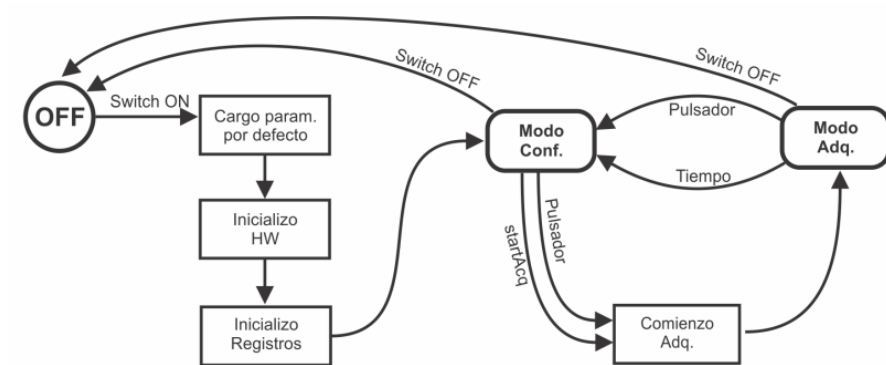 Switch OFF
Switch OFF
OFF
Switch ON
Cargo param.
por defecto
Modo
Conf.
Pulsador
Modo
Adq.
Tiempo
Inicializo
HW
startAcq
Pulsador
Inicializo
Registros
Comienzo
Adq.